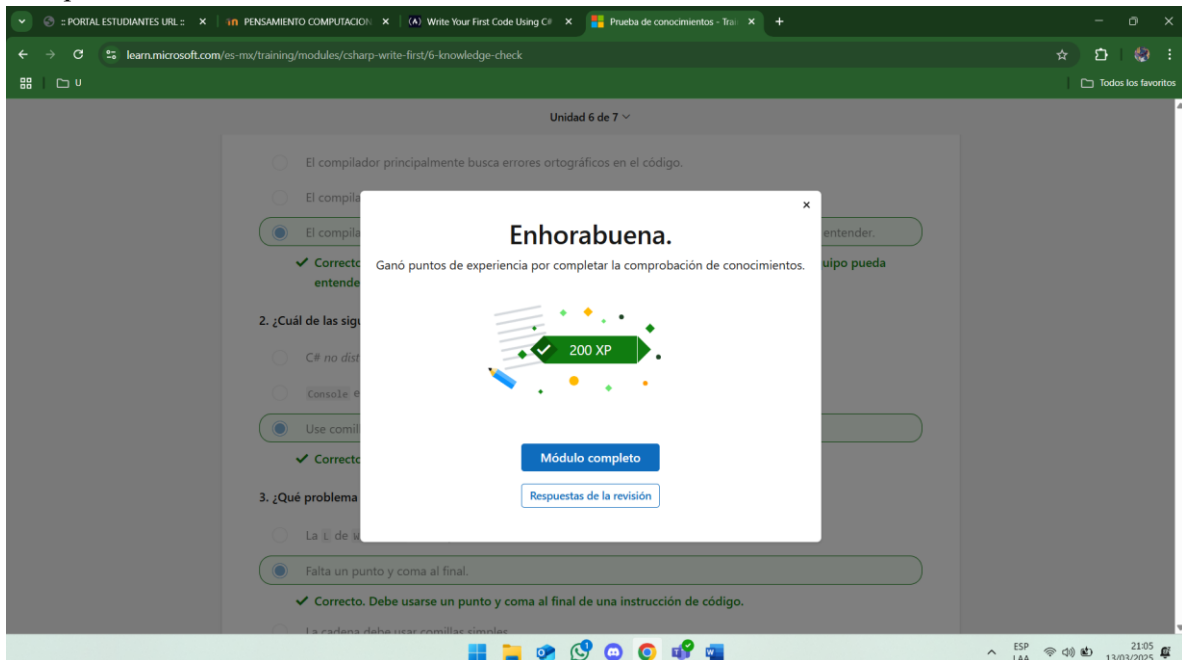 :: PORTAL ESTUDIANTES URL ::
PENSAMIENTO COMPUTACION
Write Your First Code Using C#
Prueba de conocimientos - Trai
learn.microsoft.com/es-mx/training/modules/csharp-write-first/6-knowledge-check
U
Todos los favoritos
Unidad 6 de 7
El compilador principalmente busca errores ortográficos en el código.
El compila
El compila
entender.
Correcto
uipo pueda
entende
Enhorabuena.
Ganó puntos de experiencia por completar la comprobación de conocimientos.
200 XP
Módulo completo
Respuestas de la revisión
2. ¿Cuál de las sigu
C# no dist
Console e
Use comil
Correcto
3. ¿Qué problema
La L de W
Falta un punto y coma al final.
Correcto. Debe usarse un punto y coma al final de una instrucción de código.
La cadena debe usar comillas simples
ESP
LAA
21:05
13/03/2025